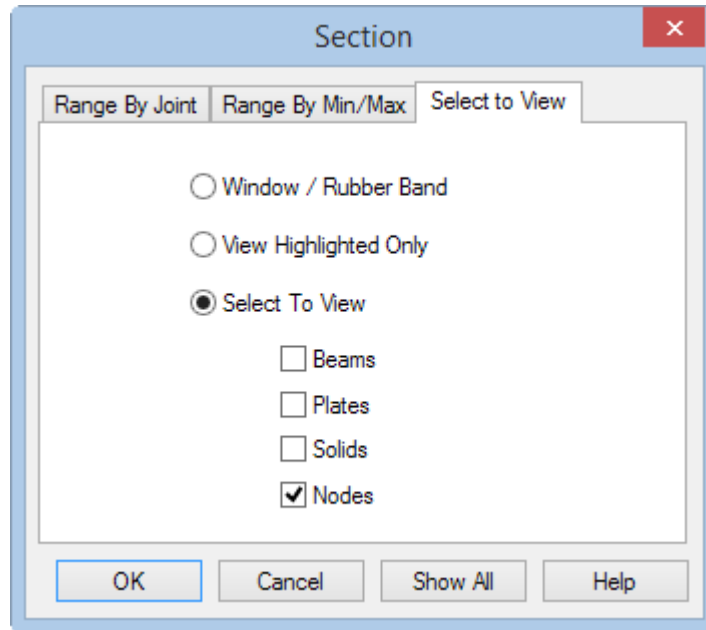 Section
Range By Joint Range By Min/Max Select to View
Window / Rubber Band
View Highlighted Only
Select To View
Beams
Plates
Solids
Nodes
OK Cancel Show All Help